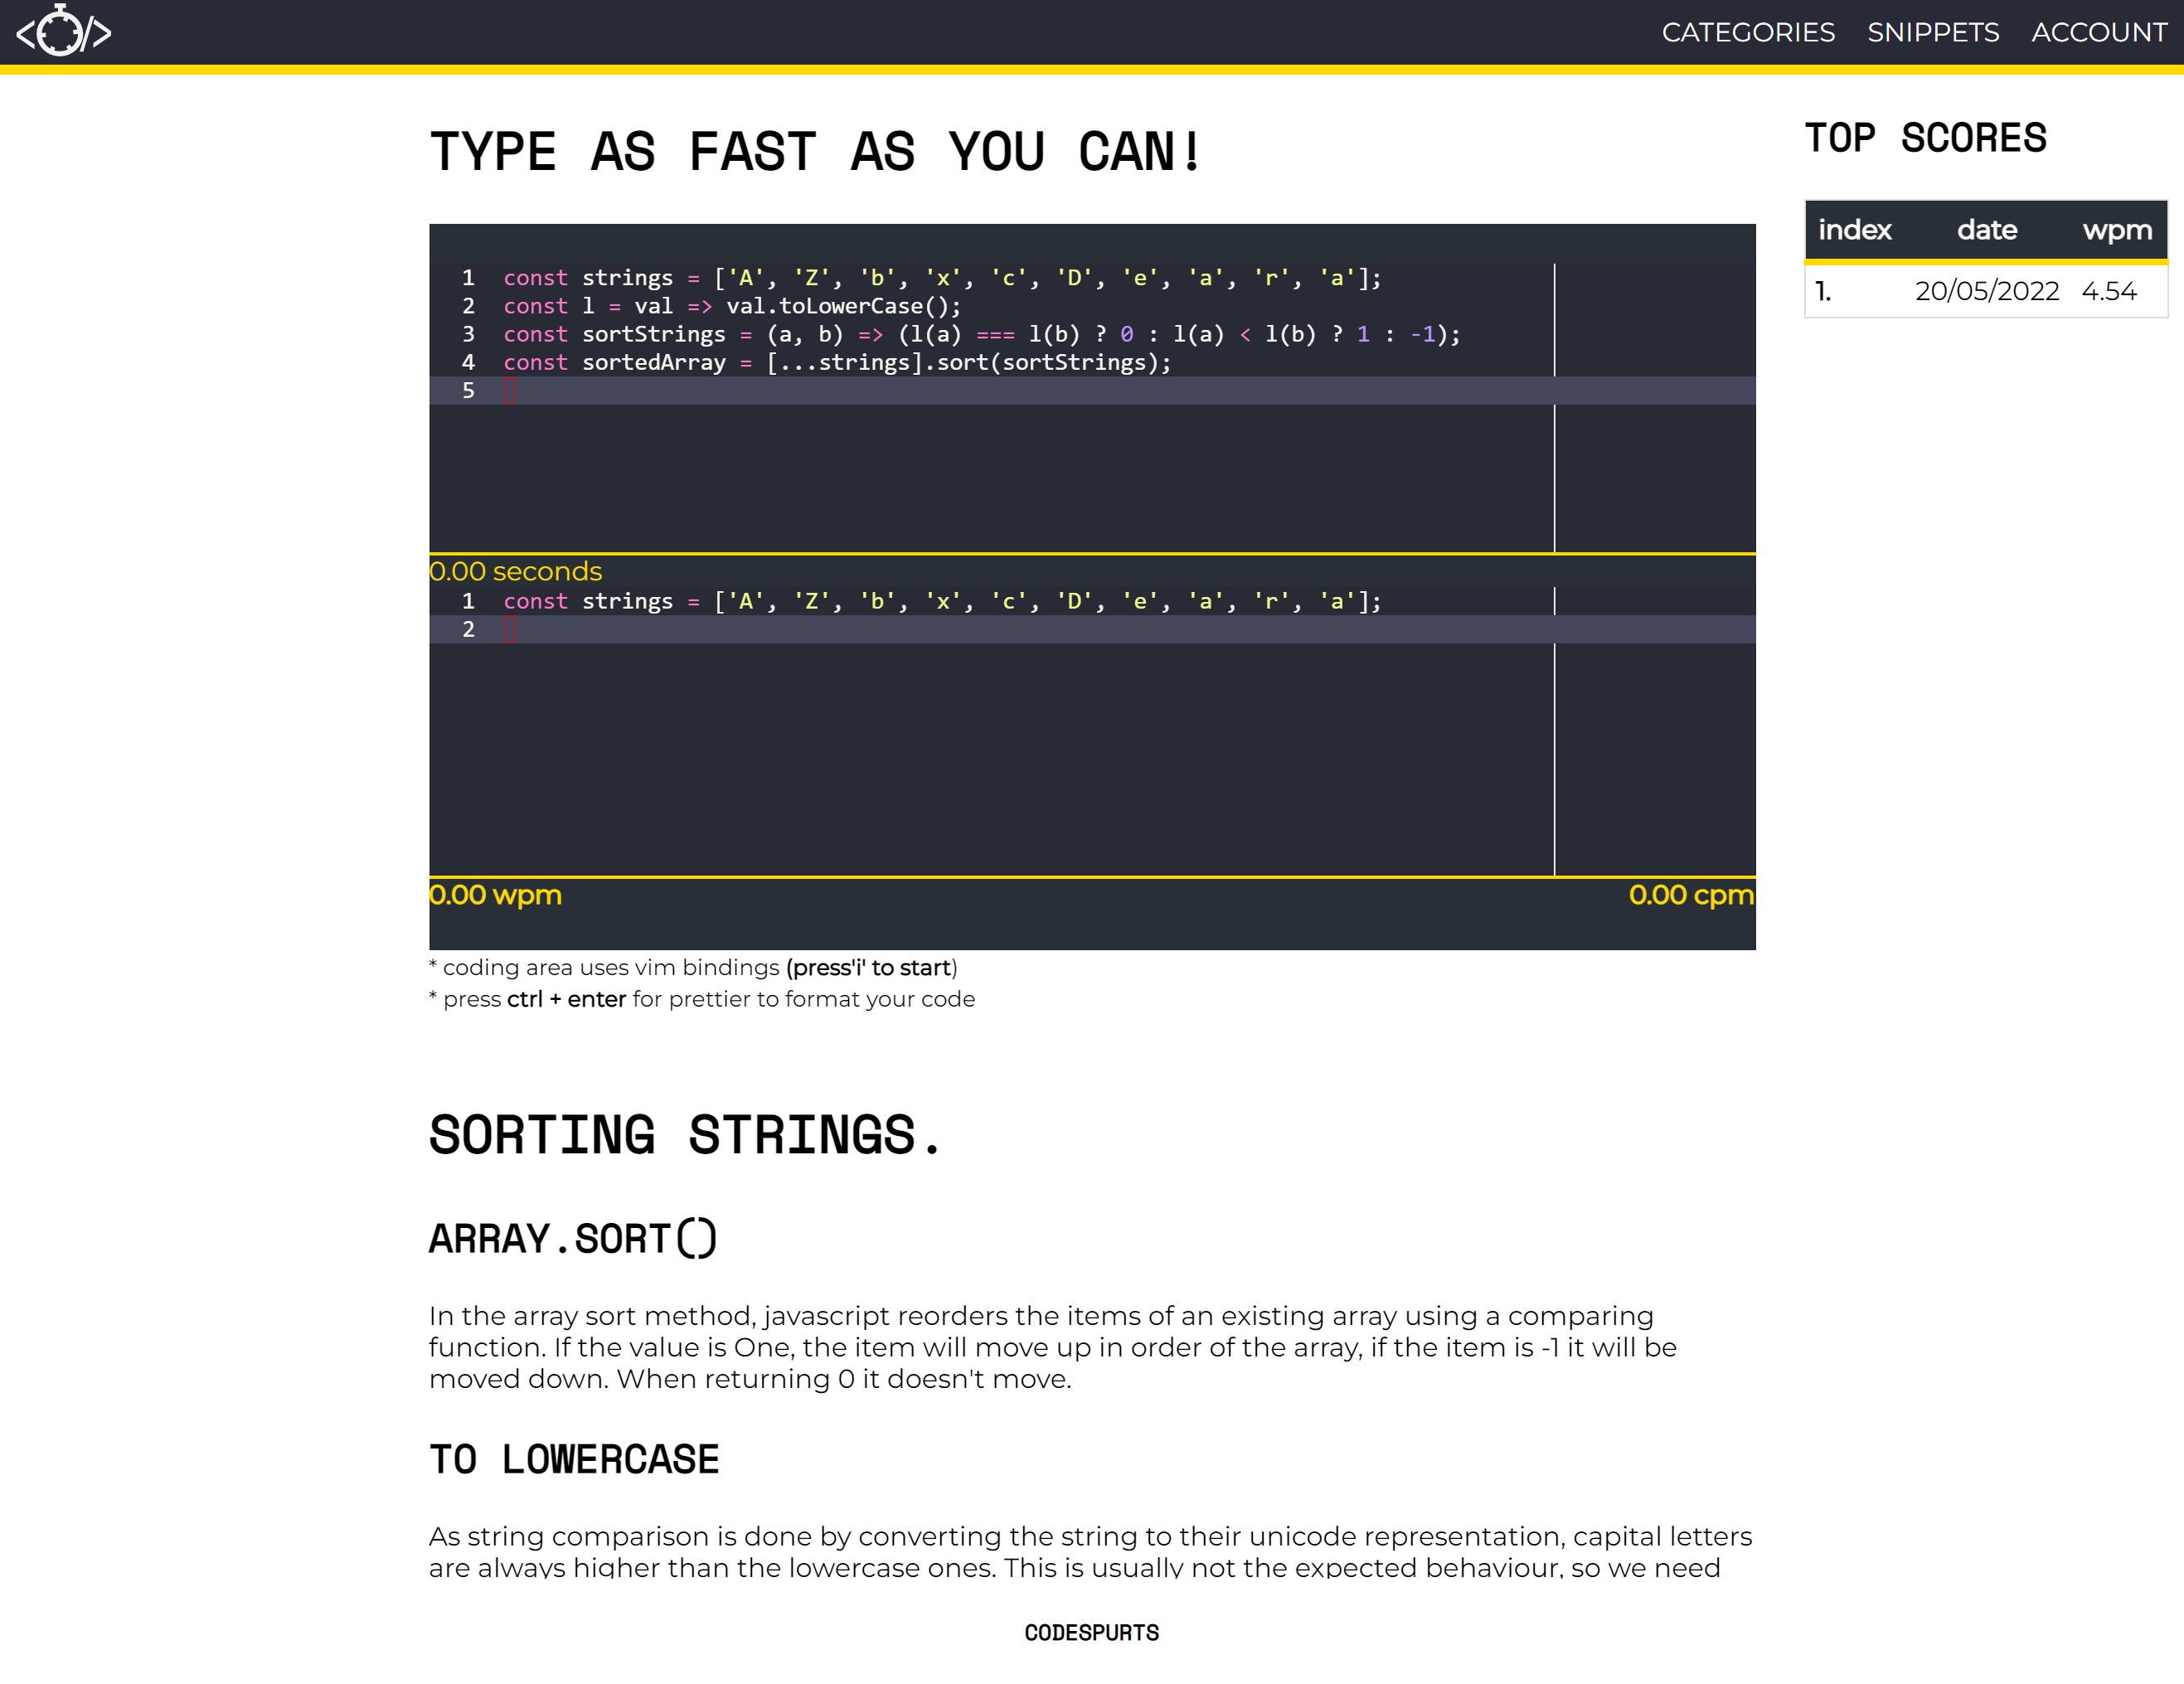 CATEGORIES SNIPPETS ACCOUNT
TYPE AS FAST AS YOU CAN!
1 const strings = ['A', 'Z', 'b', 'x', 'c', 'D', 'e', 'a', 'r', 'a'];
2 const l = val => val.toLowerCase();
3 const sortStrings = (a, b) => (l(a) === l(b) ? 0 : l(a) < l(b) ? 1 : -1);
4 const sortedArray = [...strings].sort(sortStrings);
5
0.00 seconds
1 const strings = ['A', 'Z', 'b', 'x', 'c', 'D', 'e', 'a', 'r', 'a'];
2
0.00 wpm 0.00 cpm
* coding area uses vim bindings (press'i' to start)
* press ctrl + enter for prettier to format your code
SORTING STRINGS.
ARRAY.SORT()
In the array sort method, javascript reorders the items of an existing array using a comparing
function. If the value is One, the item will move up in order of the array, if the item is -1 it will be
moved down. When returning 0 it doesn't move.
TO LOWERCASE
As string comparison is done by converting the string to their unicode representation, capital letters
are always higher than the lowercase ones. This is usually not the expected behaviour, so we need
TOP SCORES
index date wpm
1. 20/05/2022 4.54
CODESPURTS